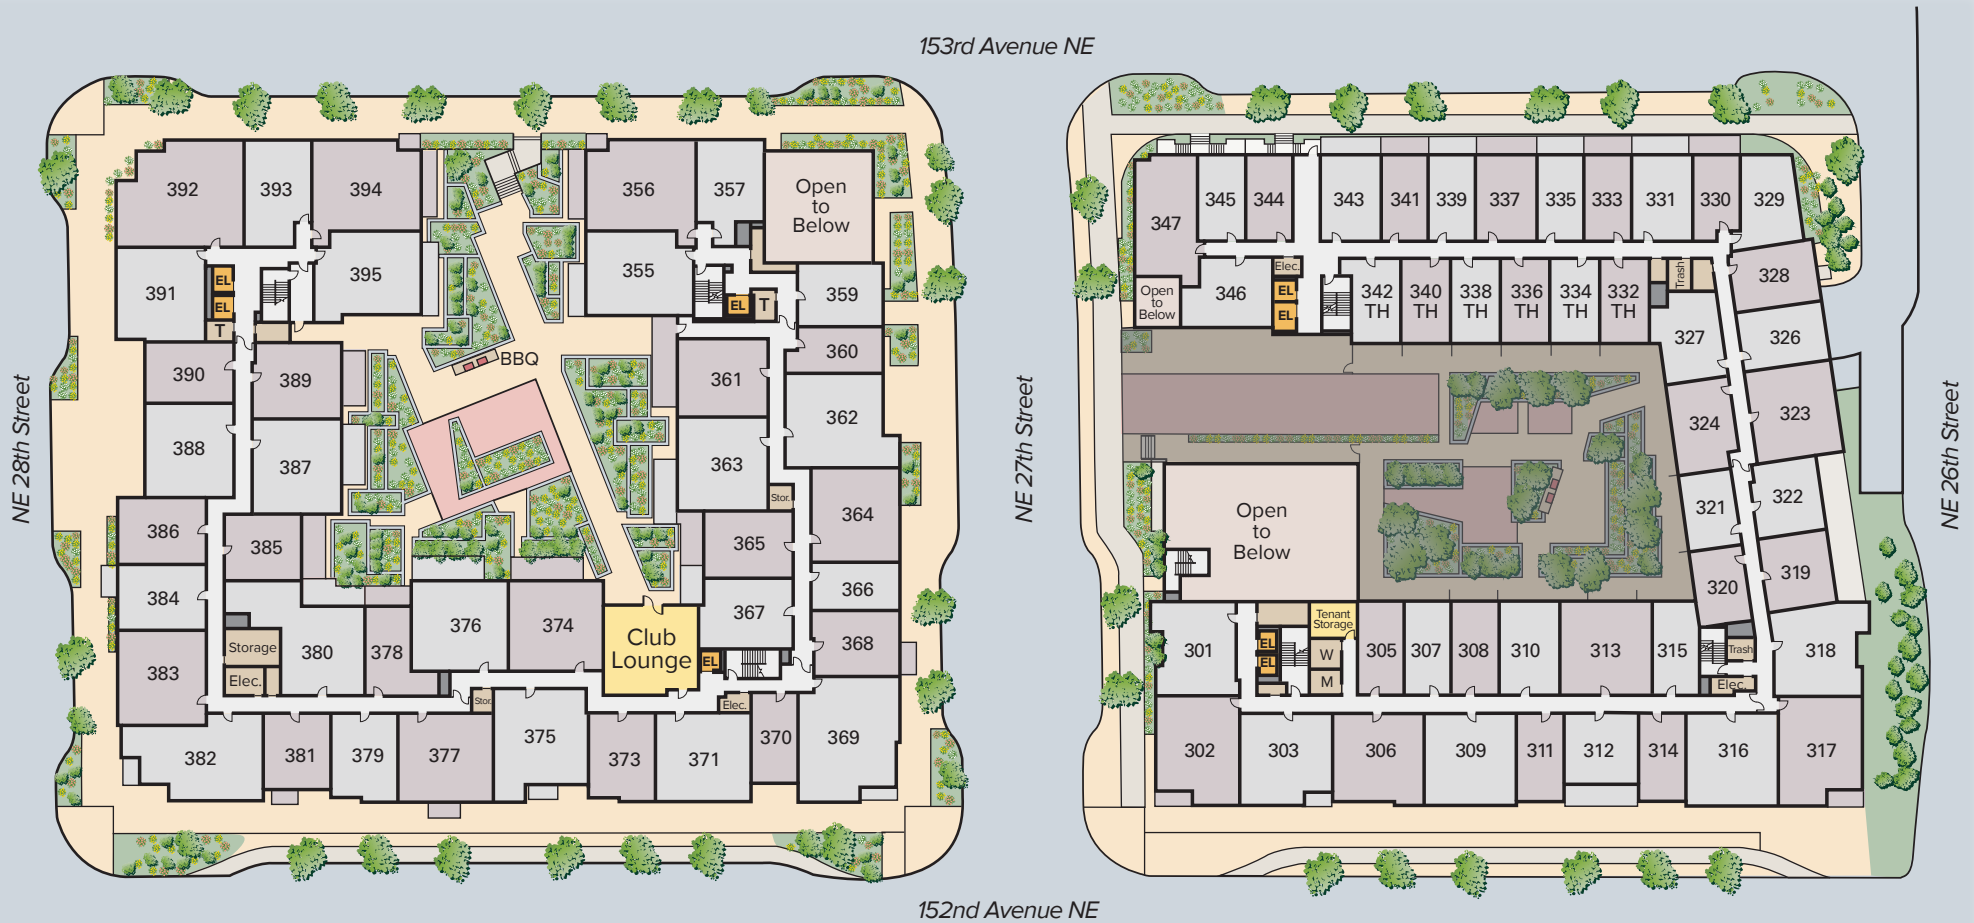 153rd Avenue NE
NE 28th Street
392
393
394
395
391
EL
EL
T
390
389
388
387
386
385
384
383
Storage
Elec.
380
378
376
374
382
381
379
377
375
Stor.
373
371
370
369
Elec.
Club
Lounge
EL
BBQ
356
357
Open
to
Below
355
EL
T
359
360
361
362
363
Stor.
364
365
366
367
368
NE 27th Street
347
345
344
343
341
339
337
335
333
331
330
329
Open
to
Below
346
Elec.
EL
EL
342
TH
340
TH
338
TH
336
TH
334
TH
332
TH
Trash
328
327
326
324
323
321
322
320
319
Open
to
Below
301
EL
EL
Tenant
Storage
W
M
305
307
308
310
313
315
Trash
Elec.
318
302
303
306
309
311
312
314
316
317
NE 26th Street
152nd Avenue NE